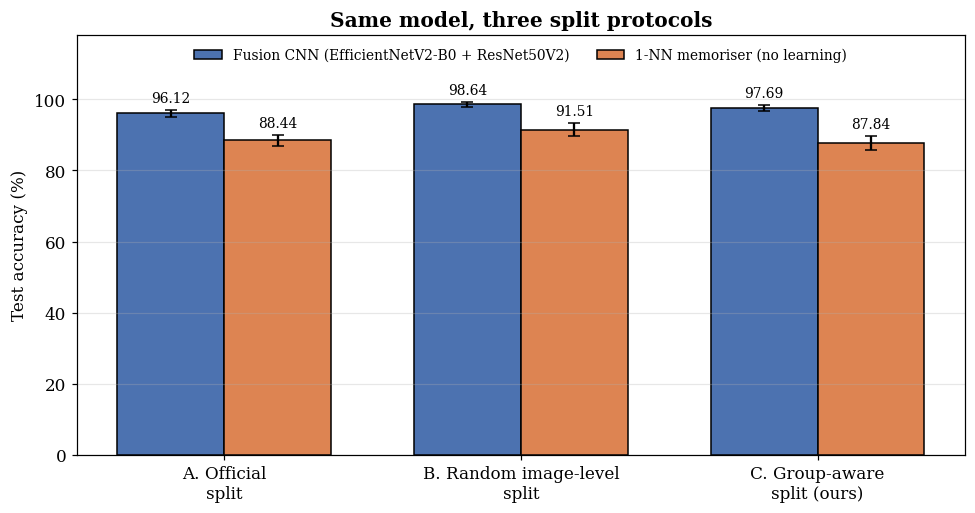 Same model, three split protocols
Fusion CNN (EfficientNetV2-B0 + ResNet50V2)
1-NN memoriser (no learning)
Test accuracy (%)
100
80
60
40
20
0
96.12
88.44
98.64
91.51
97.69
87.84
A. Official
split
B. Random image-level
split
C. Group-aware
split (ours)